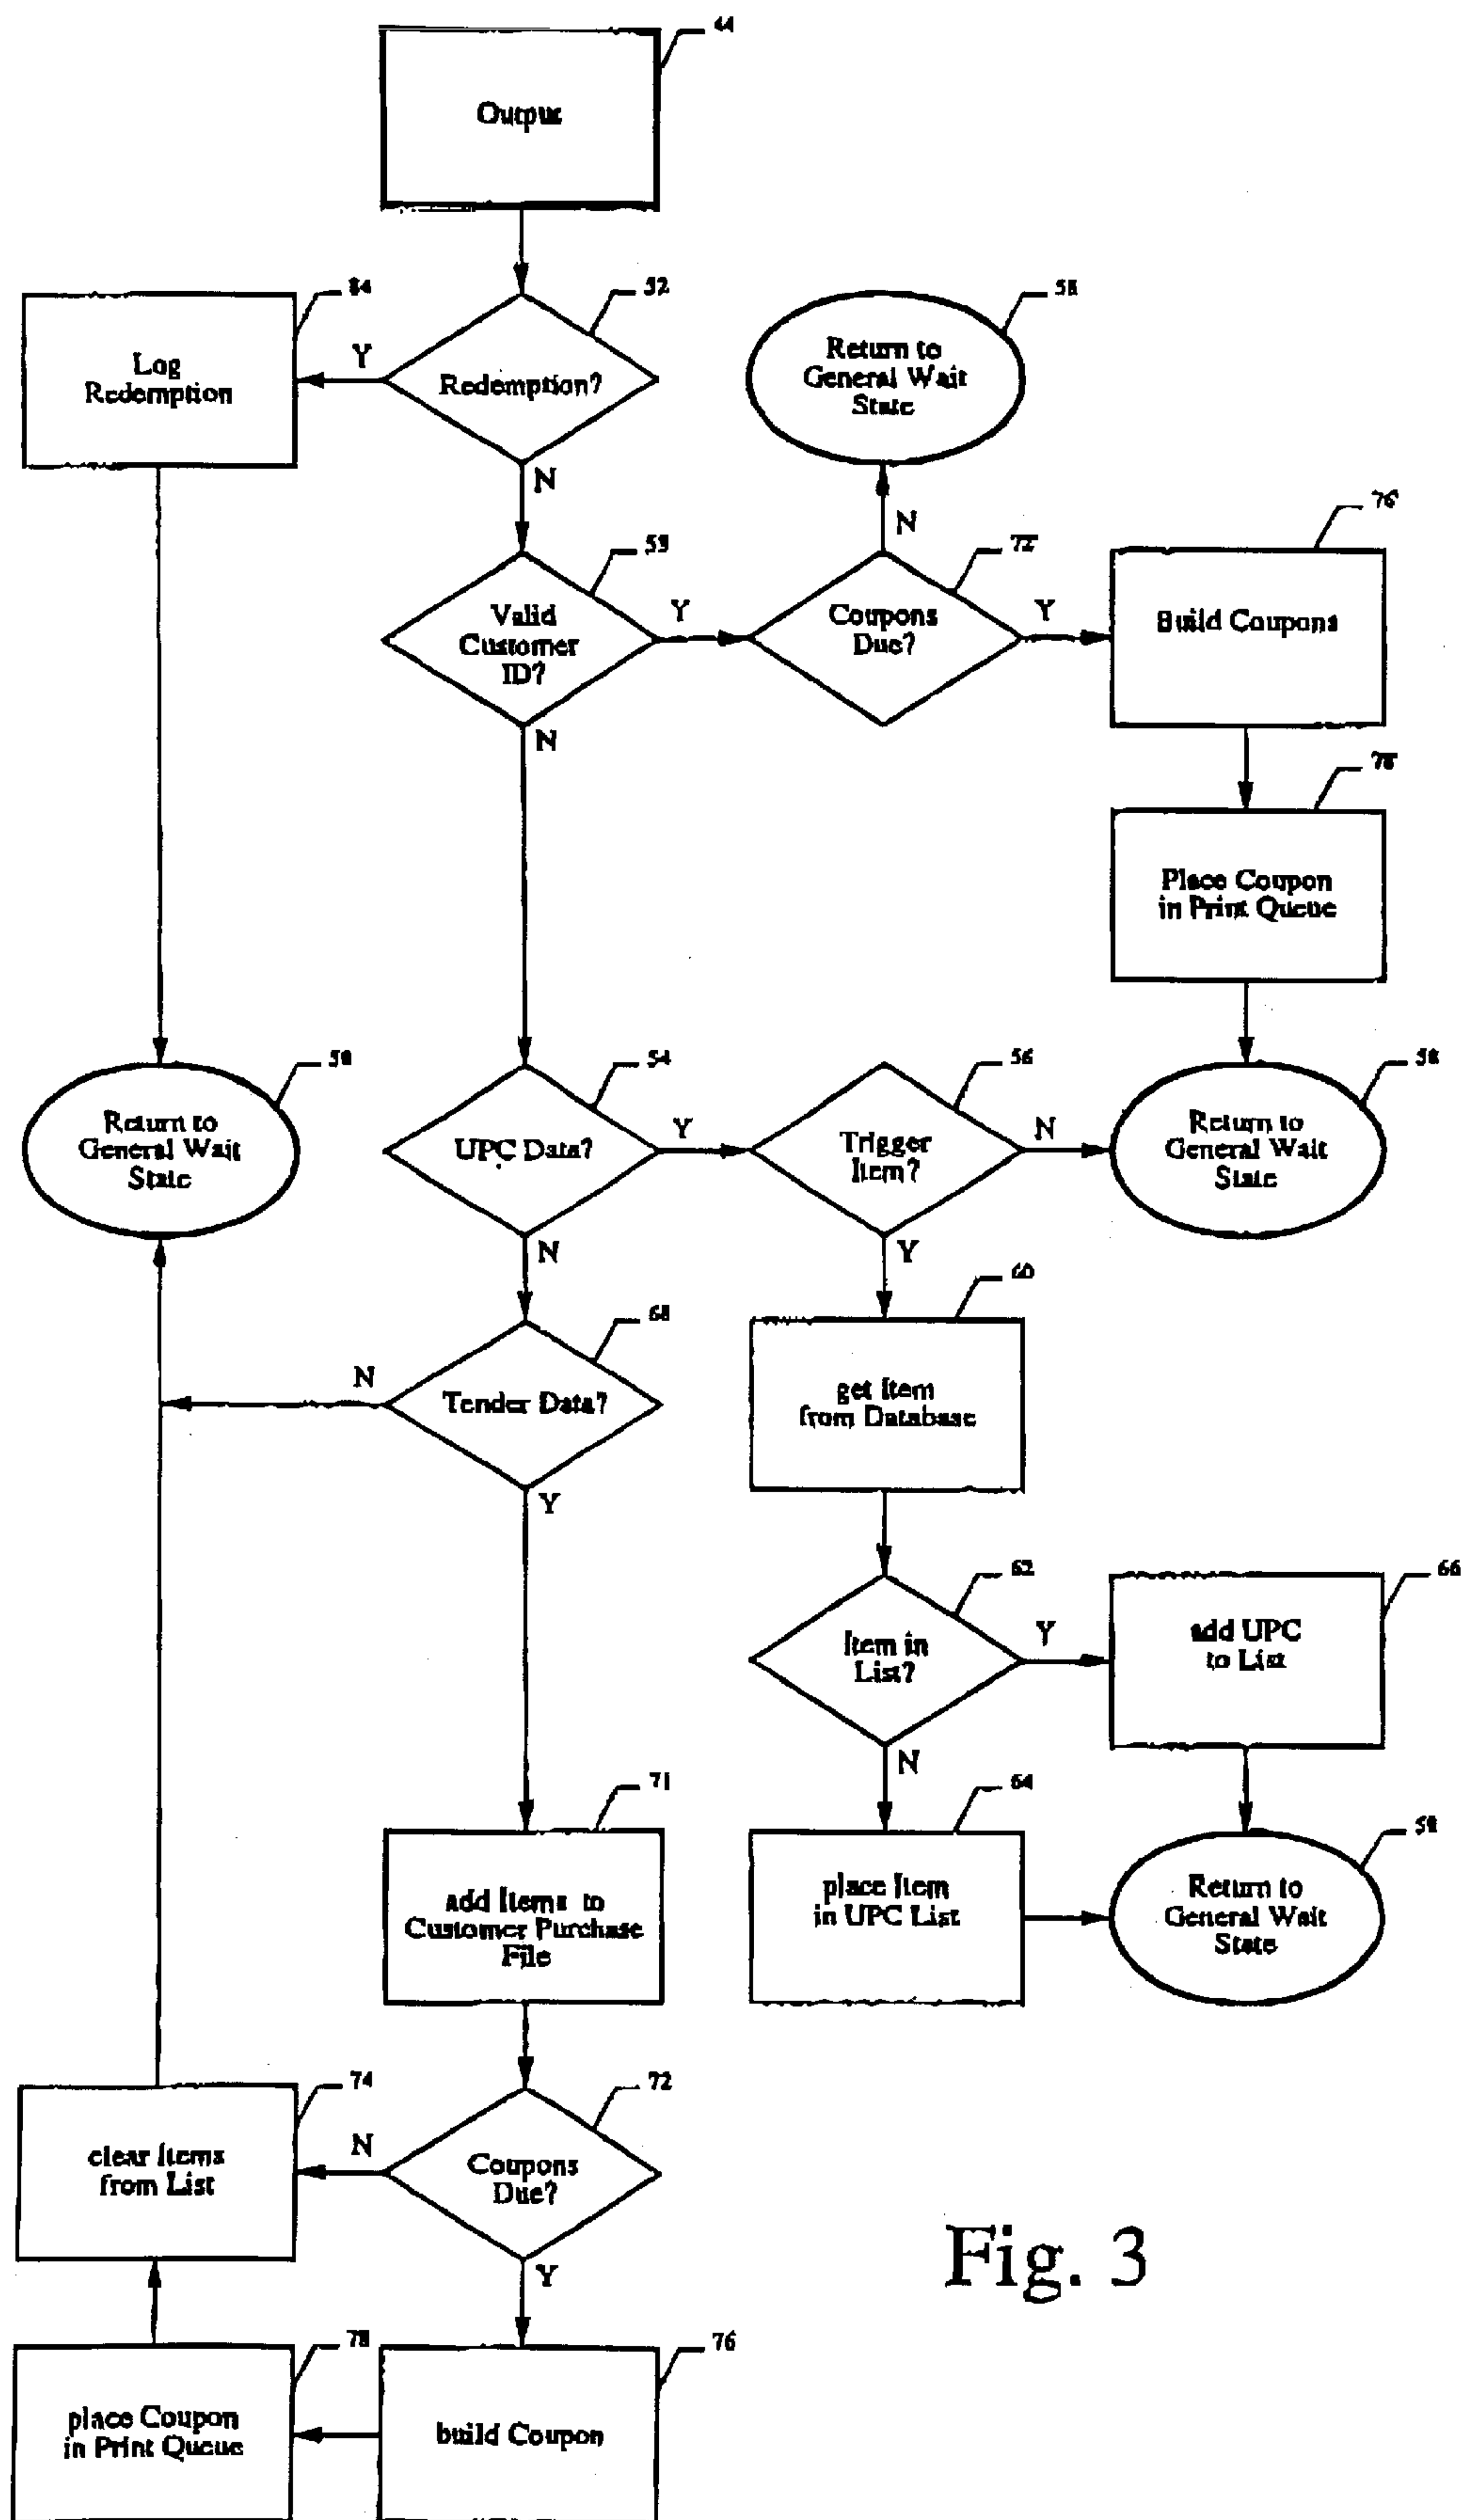 44
Output
84
Log
Redemption
Y
52
Redemption?
N
58
Return to
General Wait
State
N
53
Valid
Customer
ID?
Y
N
72'
Coupons
Due?
Y
76'
Build Coupons
78'
Place Coupon
in Print Queue
58
Return to
General Wait
State
54
UPC Data?
Y
N
56
Trigger
Item?
N
Y
58
Return to
General Wait
State
68
Tender Data?
N
Y
60
get Item
from Database
62
Item in
List?
Y
N
66
add UPC
to List
71
add Items to
Customer Purchase
File
64
place Item
in UPC List
58
Return to
General Wait
State
74
clear Items
from List
N
72
Coupons
Due?
Y
78
place Coupon
in Print Queue
76
build Coupon
Fig. 3